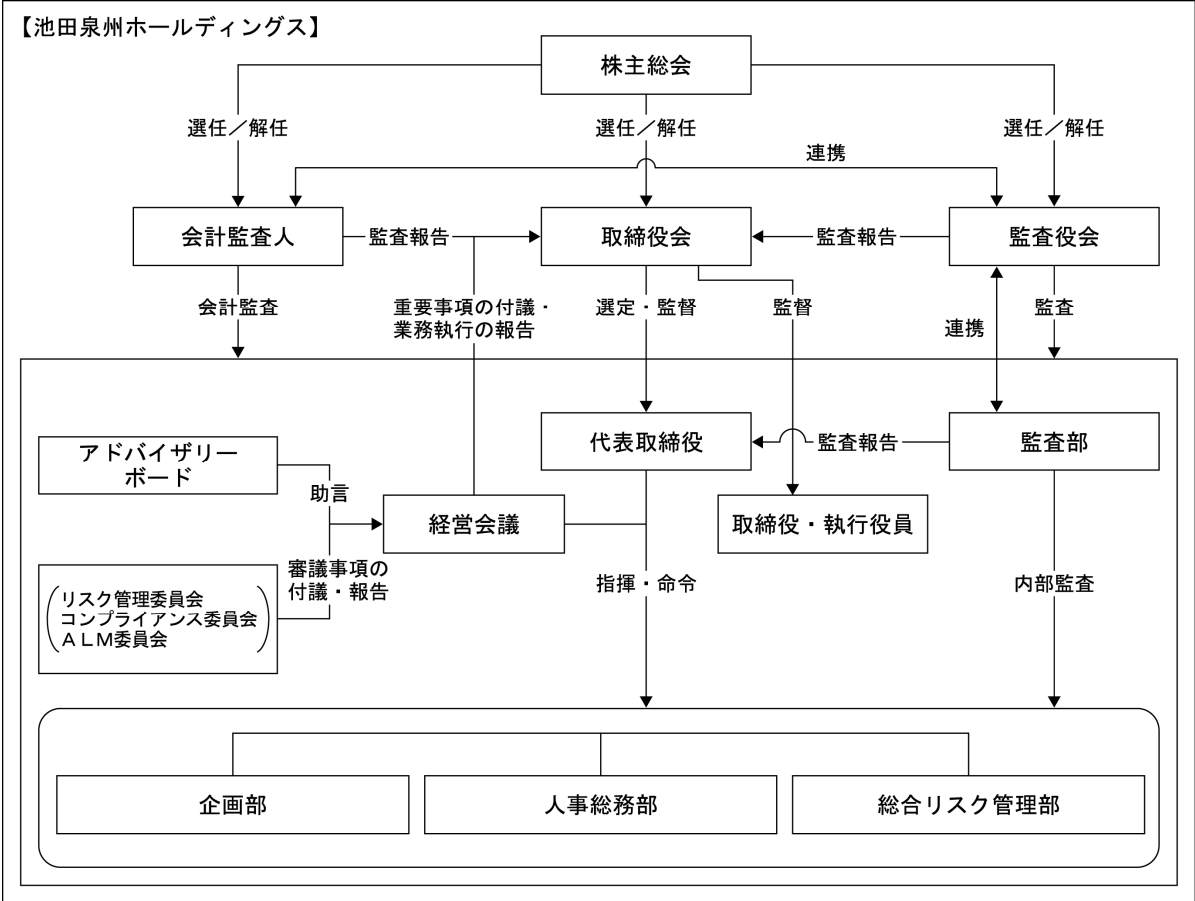 【池田泉州ホールディングス】
株主総会
選任／解任
選任／解任
選任／解任
連携
会計監査人
監査報告
取締役会
監査報告
監査役会
会計監査
重要事項の付議・
業務執行の報告
選定・監督
監督
連携
監査
アドバイザリー
ボード
代表取締役
監査報告
監査部
助言
経営会議
取締役・執行役員
審議事項の
付議・報告
リスク管理委員会
コンプライアンス委員会
ＡＬＭ委員会
指揮・命令
内部監査
企画部
人事総務部
総合リスク管理部